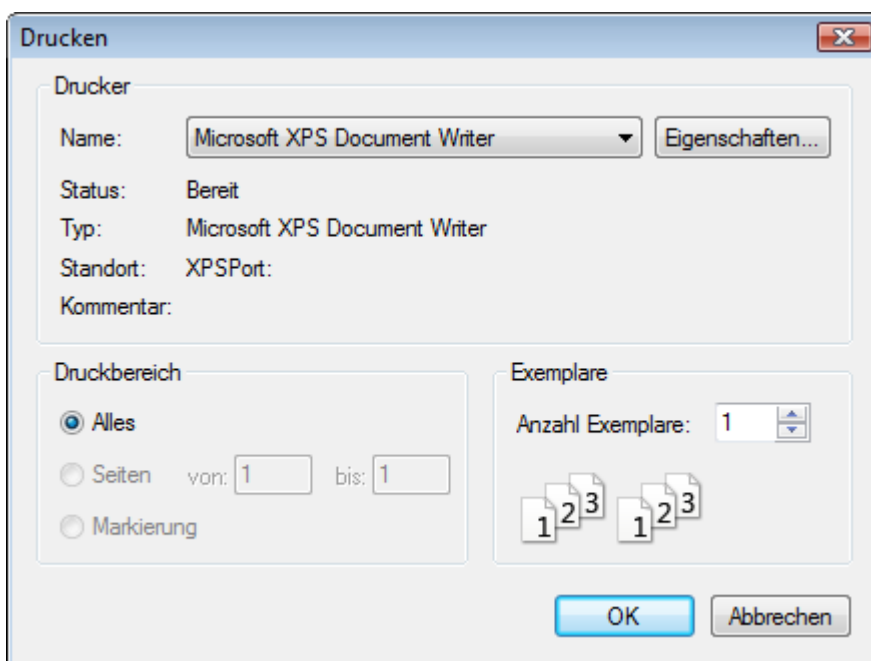 Drucken
Drucker
Name: Microsoft XPS Document Writer Eigenschaften...
Status: Bereit
Typ: Microsoft XPS Document Writer
Standort: XPSPort:
Kommentar:
Druckbereich
Alles
Seiten von: 1 bis: 1
Markierung
Exemplare
Anzahl Exemplare: 1
1 2 3 1 2 3
OK Abbrechen